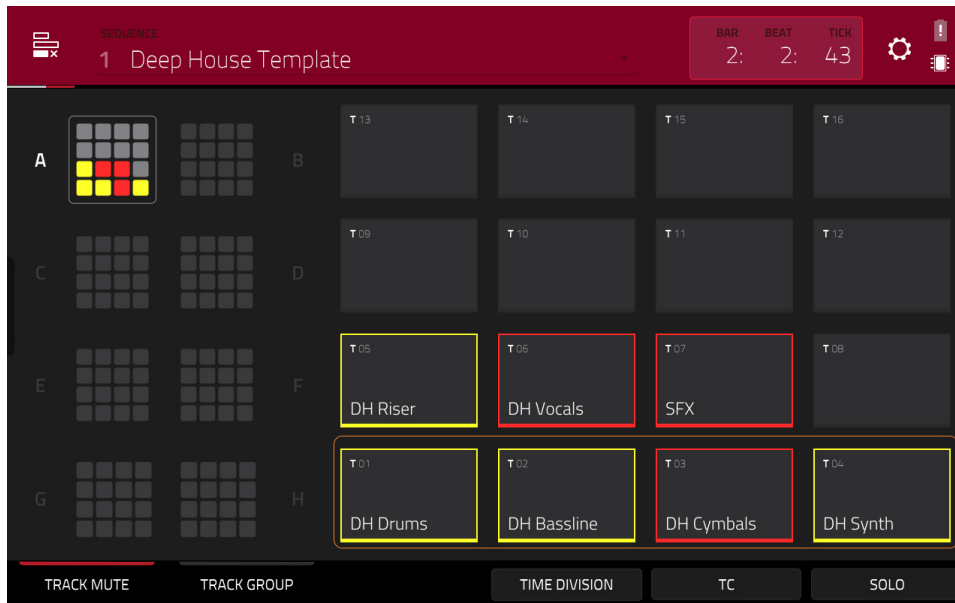 SEQUENCE
1 Deep House Template
BAR BEAT TICK
2: 2: 43
A
B
T 13
T 14
T 15
T 16
C
D
T 09
T 10
T 11
T 12
E
F
T 05
T 06
T 07
T 08
DH Riser
DH Vocals
SFX
G
H
T 01
T 02
T 03
T 04
DH Drums
DH Bassline
DH Cymbals
DH Synth
TRACK MUTE
TRACK GROUP
TIME DIVISION
TC
SOLO